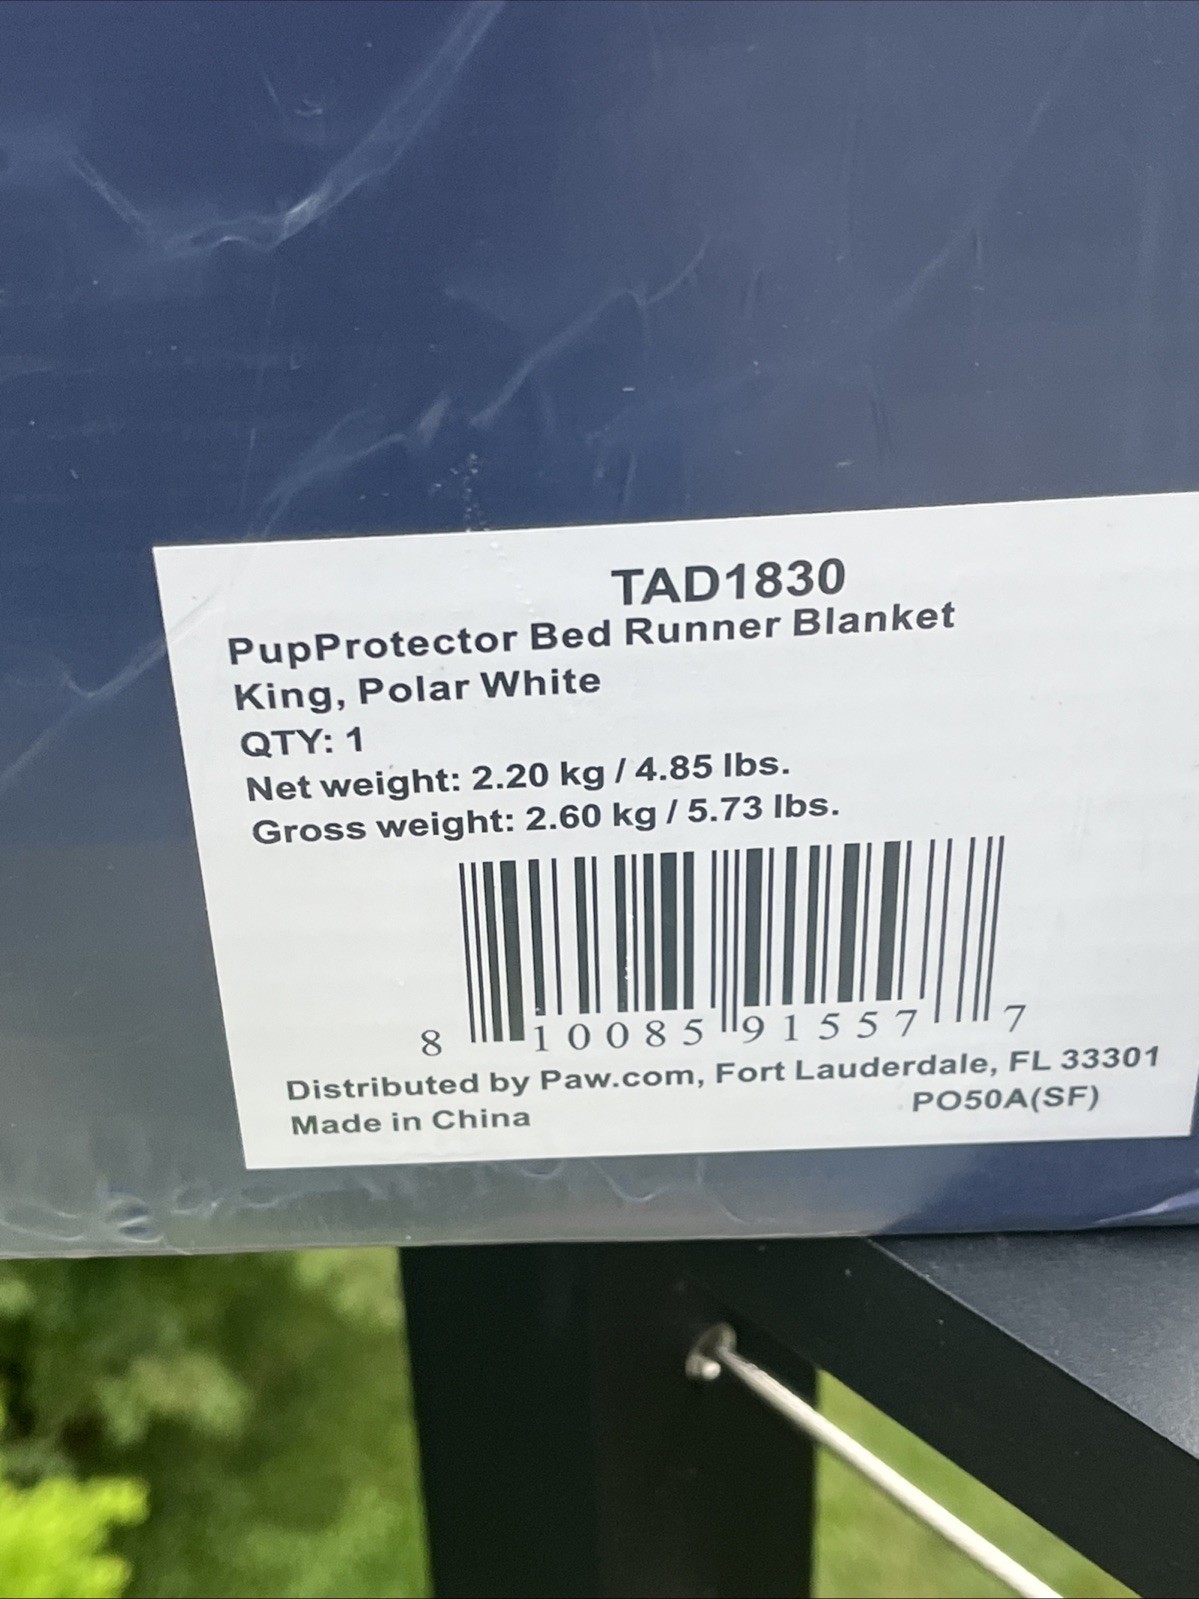 TAD1830
PupProtector Bed Runner Blanket
King, Polar White
QTY: 1
Net weight: 2.20 kg / 4.85 lbs.
Gross weight: 2.60 kg / 5.73 lbs.
8 10085 91557 7
Distributed by Paw.com, Fort Lauderdale, FL 33301
Made in China PO50A(SF)